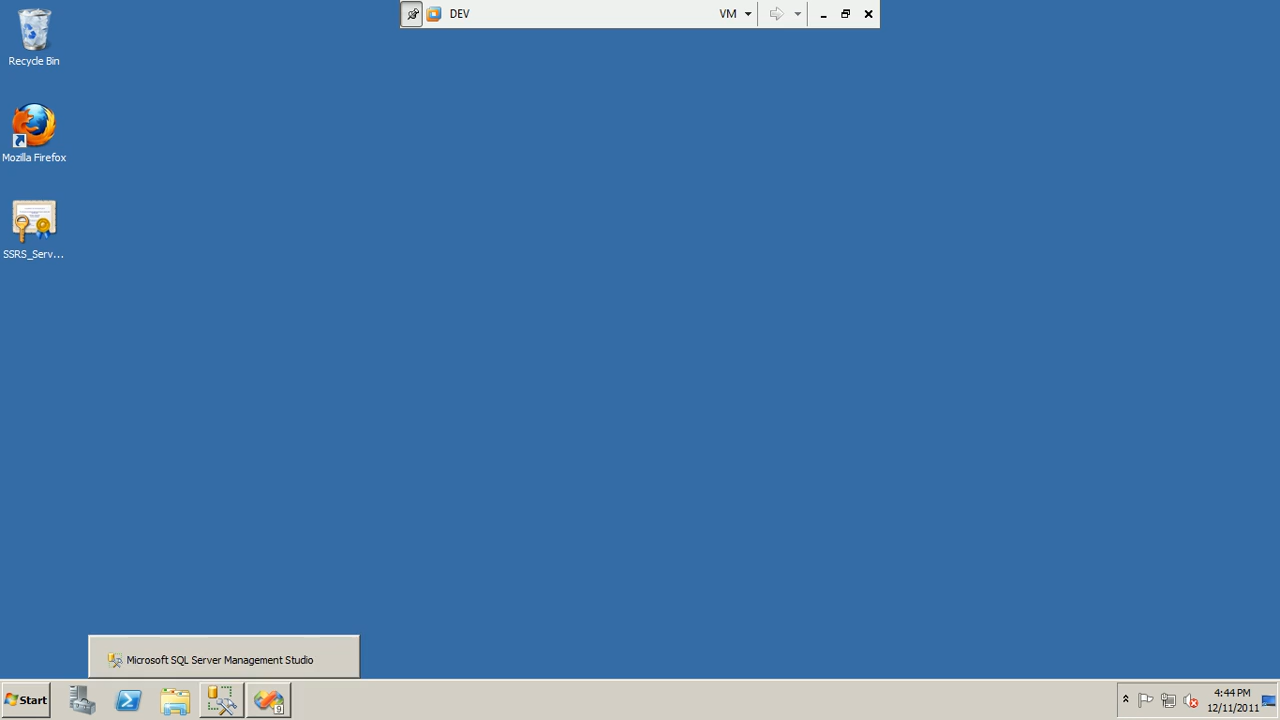 DEV
VM
Recycle Bin
Mozilla Firefox
SSRS_Serv...
Microsoft SQL Server Management Studio
Start
9
4:44 PM
12/11/2011